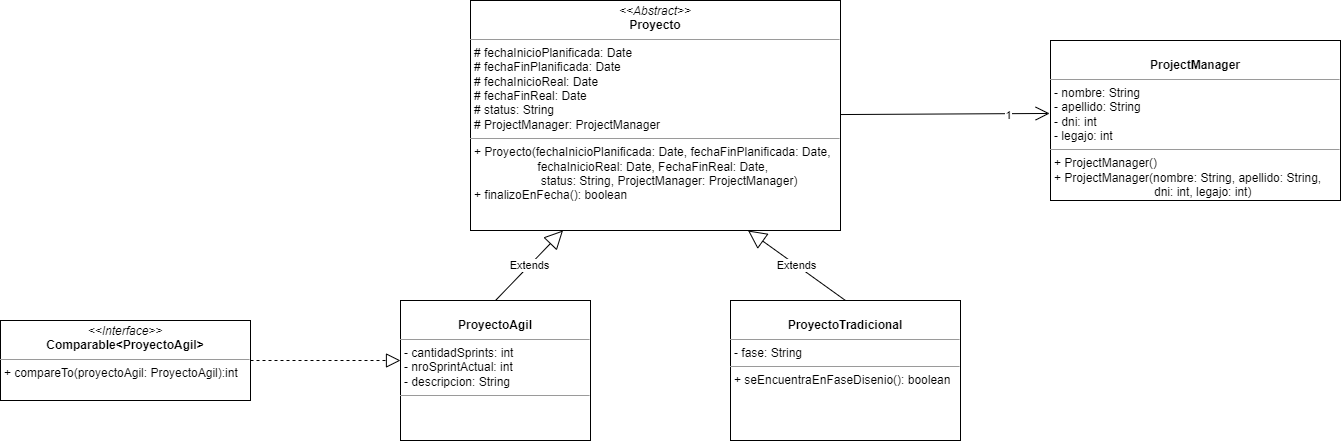 <<Abstract>>
Proyecto
# fechaInicioPlanificada: Date
# fechaFinPlanificada: Date
# fechaInicioReal: Date
# fechaFinReal: Date
# status: String
# ProjectManager: ProjectManager
+ Proyecto(fechaInicioPlanificada: Date, fechaFinPlanificada: Date,
fechaInicioReal: Date, FechaFinReal: Date,
status: String, ProjectManager: ProjectManager)
+ finalizoEnFecha(): boolean
1
ProjectManager
- nombre: String
- apellido: String
- dni: int
- legajo: int
+ ProjectManager()
+ ProjectManager(nombre: String, apellido: String,
dni: int, legajo: int)
Extends
Extends
<<Interface>>
Comparable<ProyectoAgil>
+ compareTo(proyectoAgil: ProyectoAgil):int
ProyectoAgil
- cantidadSprints: int
- nroSprintActual: int
- descripcion: String
ProyectoTradicional
- fase: String
+ seEncuentraEnFaseDisenio(): boolean